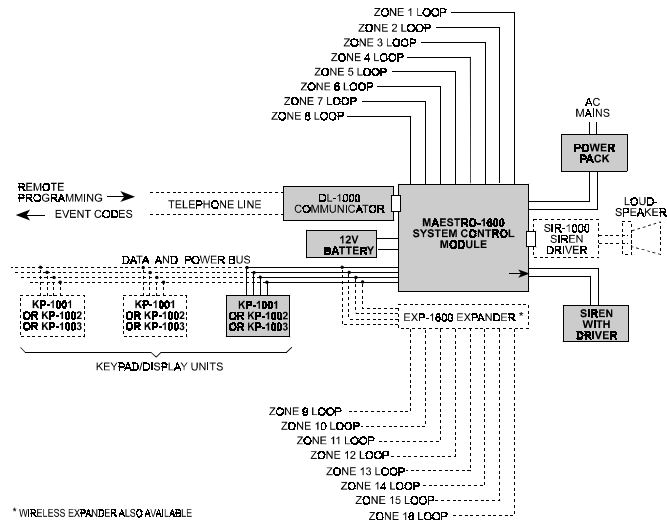 ZONE 1 LOOP
ZONE 2 LOOP
ZONE 3 LOOP
ZONE 4 LOOP
ZONE 5 LOOP
ZONE 6 LOOP
ZONE 7 LOOP
ZONE 8 LOOP
AC
MAINS
POWER
PACK
REMOTE
PROGRAMMING
EVENT CODES
TELEPHONE LINE
DL-1000
COMMUNICATOR
MAESTRO-1600
SYSTEM CONTROL
MODULE
SIR-1000
SIREN
DRIVER
LOUD-
SPEAKER
12V
BATTERY
DATA AND POWER BUS
KP-1001
OR KP-1002
OR KP-1003
KP-1001
OR KP-1002
OR KP-1003
KP-1001
OR KP-1002
OR KP-1003
EXP-1600 EXPANDER *
SIREN
WITH
DRIVER
KEYPAD/DISPLAY UNITS
ZONE 9 LOOP
ZONE 10 LOOP
ZONE 11 LOOP
ZONE 12 LOOP
ZONE 13 LOOP
ZONE 14 LOOP
ZONE 15 LOOP
ZONE 16 LOOP
* WIRELESS EXPANDER ALSO AVAILABLE